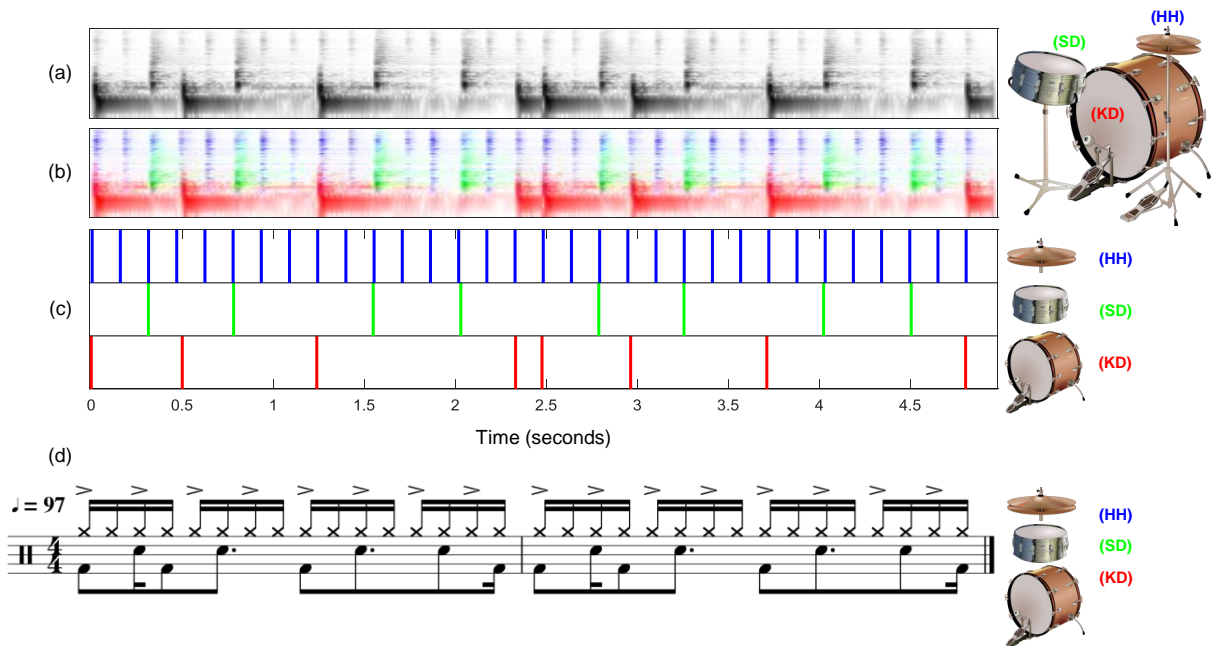 (HH)
(SD)
(KD)
(a)
(b)
(c)
(HH)
(SD)
(KD)
0 0.5 1 1.5 2 2.5 3 3.5 4 4.5
Time (seconds)
(d)
♩ = 97
> > > > > > > > > > > > > > > >
4
4
(HH)
(SD)
(KD)